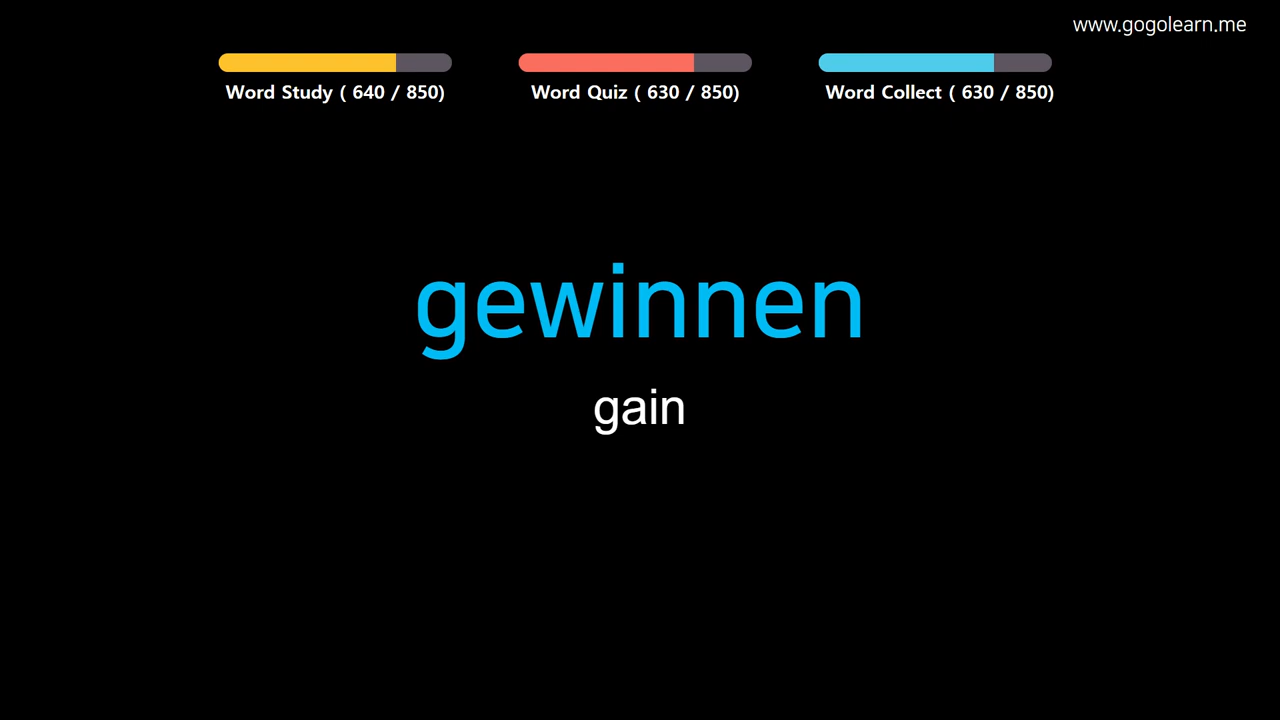 www.gogolearn.me
Word Study ( 640 / 850)
Word Quiz ( 630 / 850)
Word Collect ( 630 / 850)
gewinnen
gain